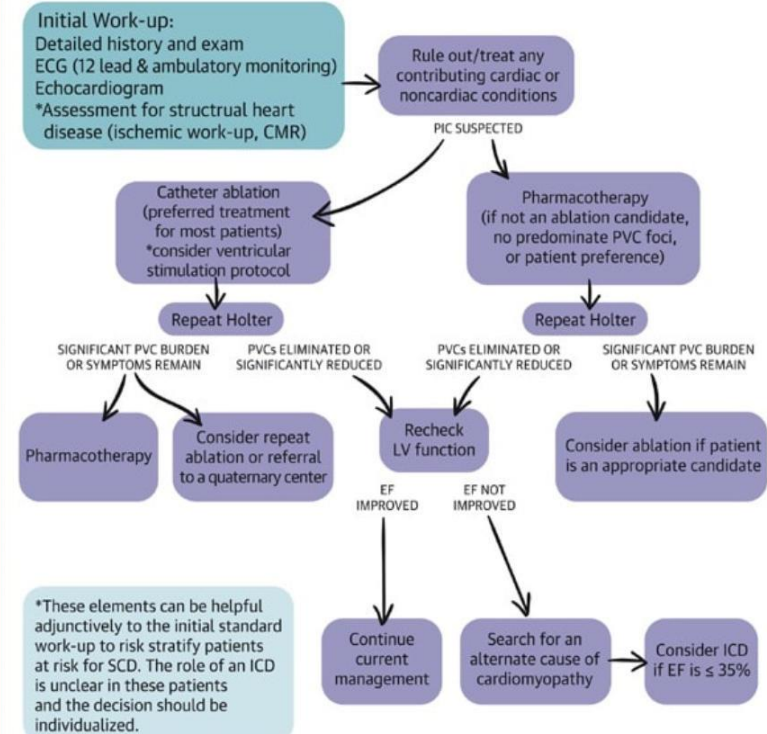 Initial Work-up:
Detailed history and exam
ECG (12 lead & ambulatory monitoring)
Echocardiogram
*Assessment for structrual heart
disease (ischemic work-up, CMR)
Rule out/treat any
contributing cardiac or
noncardiac conditions
PIC SUSPECTED
Catheter ablation
(preferred treatment
for most patients)
*consider ventricular
stimulation protocol
Pharmacotherapy
(if not an ablation candidate,
no predominate PVC foci,
or patient preference)
Repeat Holter
Repeat Holter
SIGNIFICANT PVC BURDEN
OR SYMPTOMS REMAIN
PVCs ELIMINATED OR
SIGNIFICANTLY REDUCED
PVCs ELIMINATED OR
SIGNIFICANTLY REDUCED
SIGNIFICANT PVC BURDEN
OR SYMPTOMS REMAIN
Pharmacotherapy
Consider repeat
ablation or referral
to a quaternary center
Recheck
LV function
Consider ablation if patient
is an appropriate candidate
EF
IMPROVED
EF NOT
IMPROVED
*These elements can be helpful
adjunctively to the initial standard
work-up to risk stratify patients
at risk for SCD. The role of an ICD
is unclear in these patients
and the decision should be
individualized.
Continue
current
management
Search for an
alternate cause of
cardiomyopathy
Consider ICD
if EF is ≤ 35%